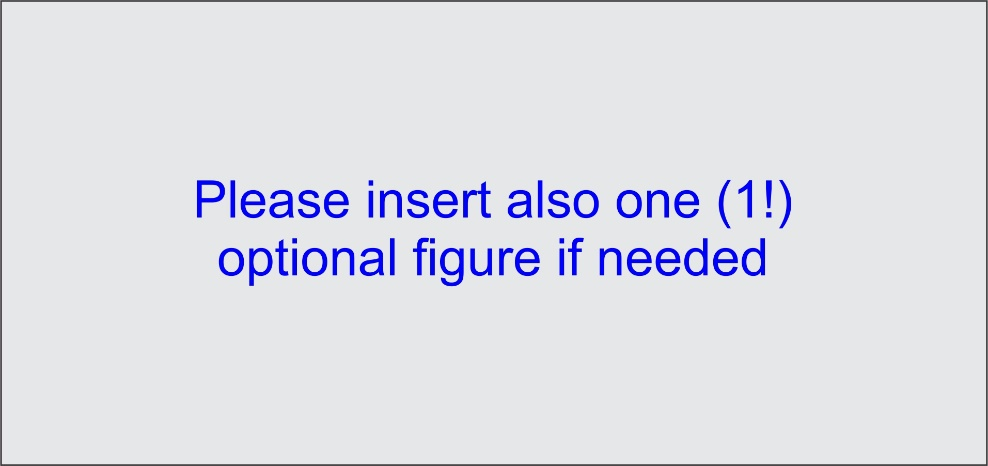 Please insert also one (1!)
optional figure if needed